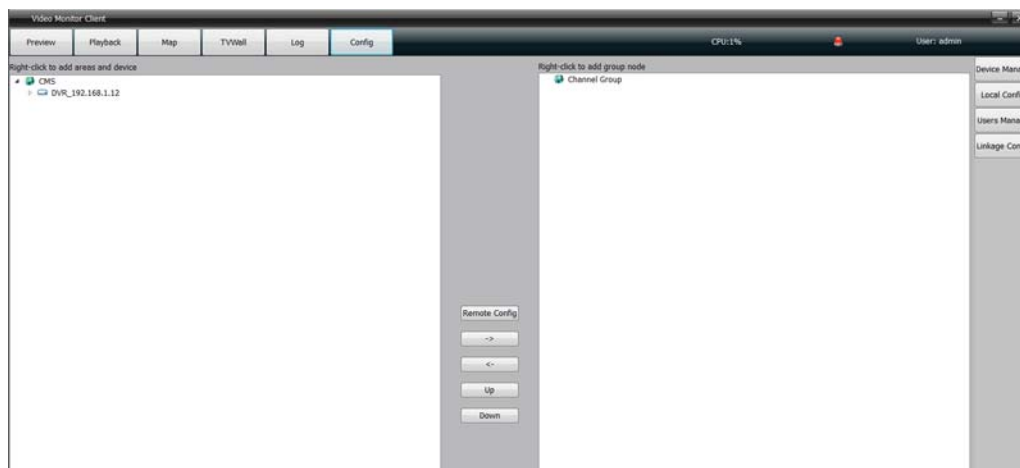 Video Monitor Client
Preview Playback Map TVWall Log Config CPU:1% User: admin
Right-click to add areas and device
CMS
DVR_192.168.1.12
Right-click to add group node
Channel Group
Remote Config
->
<-
Up
Down
Device Mana
Local Confi
Users Mana
Linkage Con